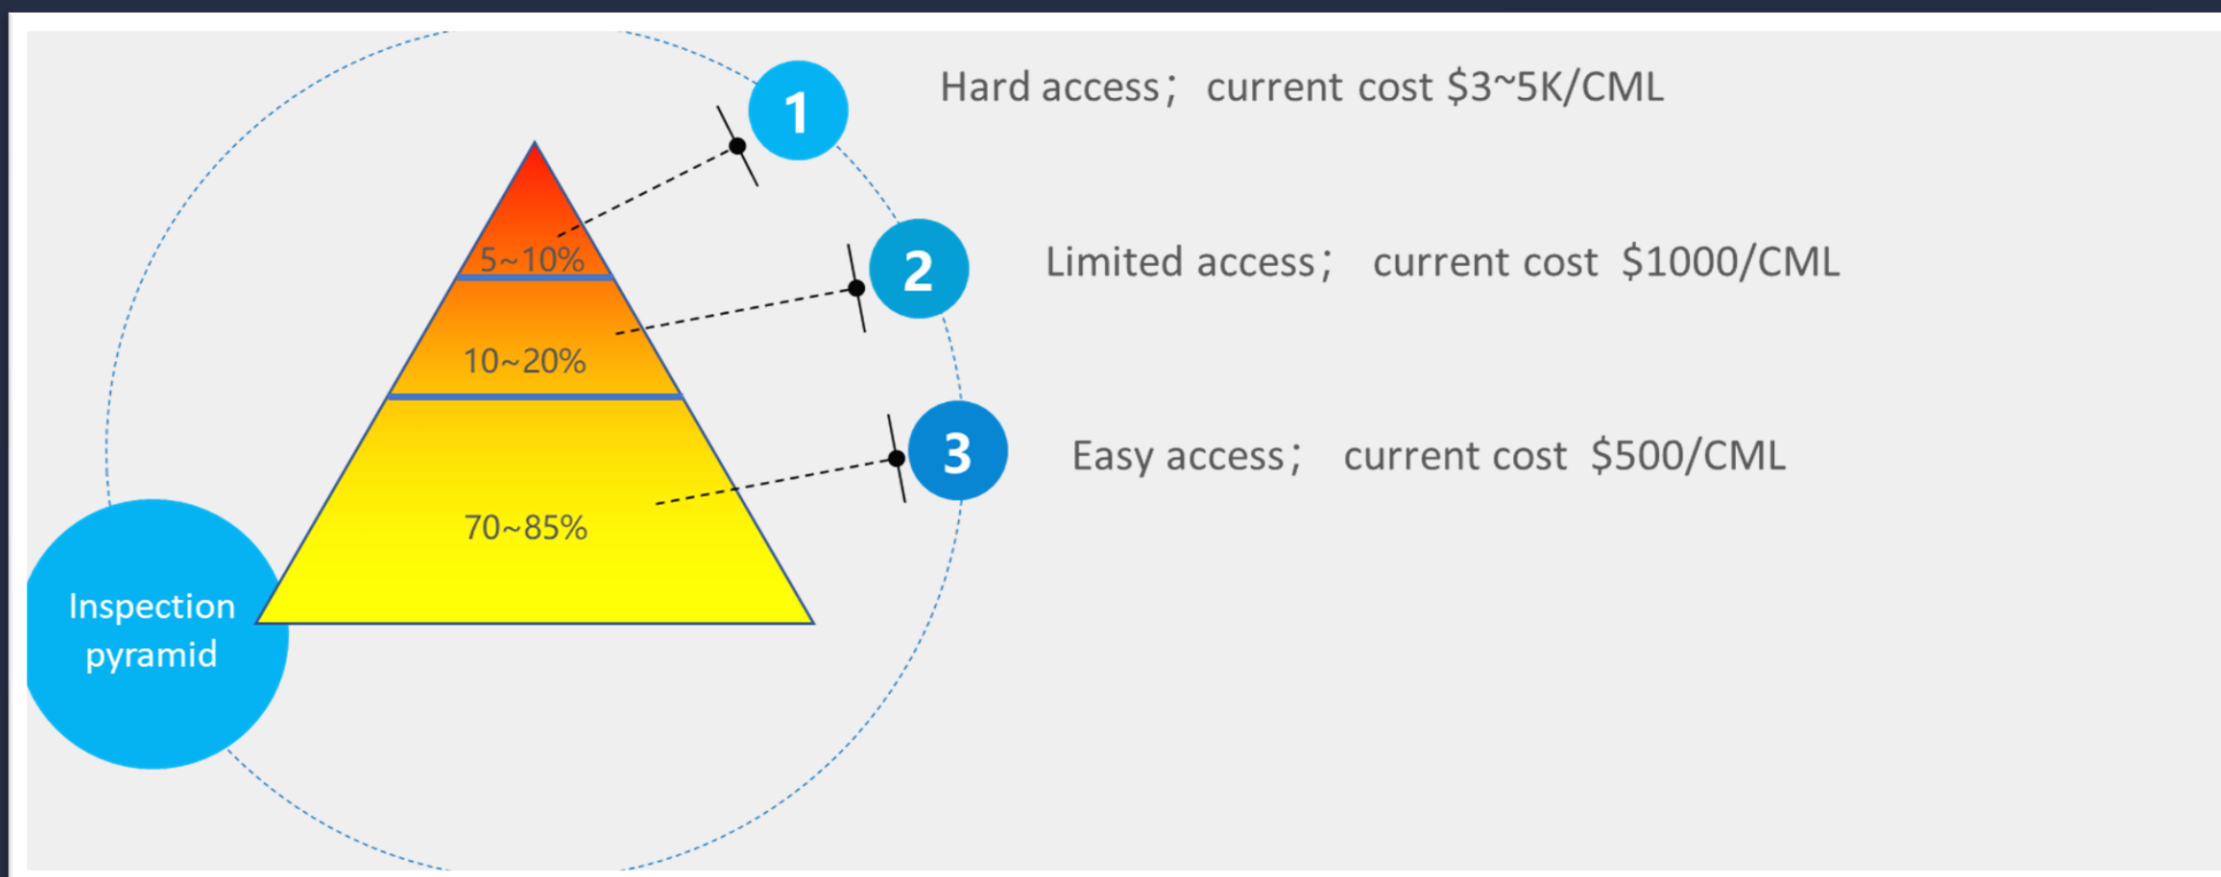 1
Hard access; current cost $3~5K/CML
5~10%
2
Limited access; current cost $1000/CML
10~20%
3
Easy access; current cost $500/CML
70~85%
Inspection
pyramid